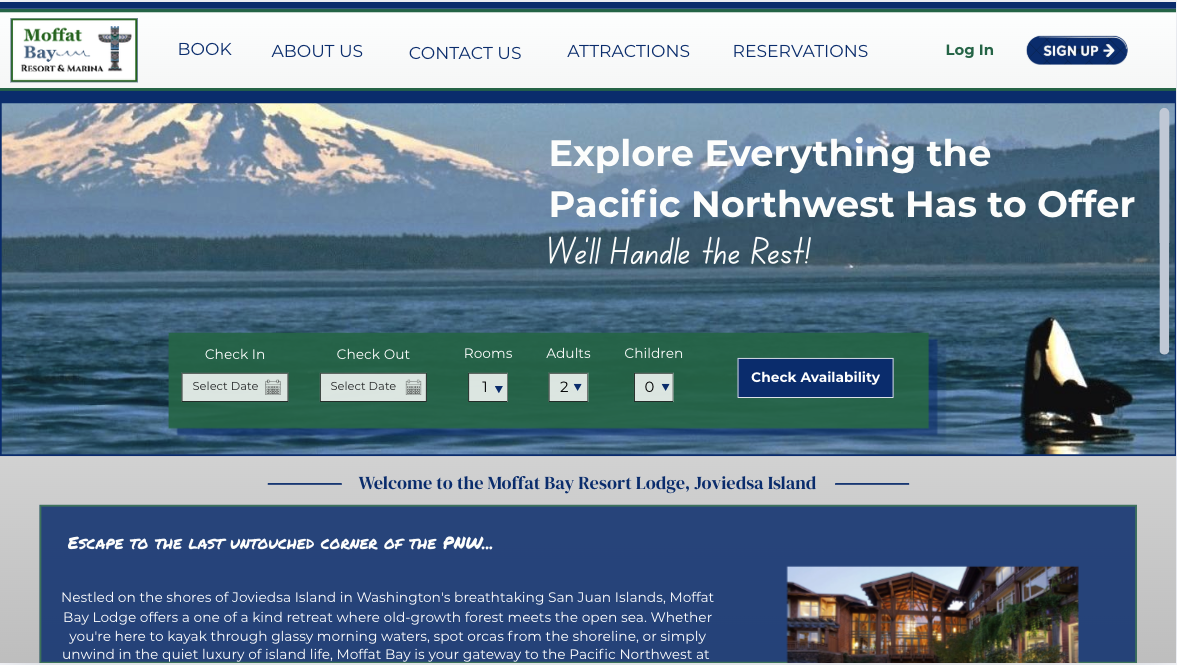 Moffat
Bay
RESORT & MARINA
BOOK
ABOUT US
CONTACT US
ATTRACTIONS
RESERVATIONS
Log In
SIGN UP →
Explore Everything the
Pacific Northwest Has to Offer
We'll Handle the Rest!
Check In
Check Out
Rooms
Adults
Children
Select Date
Select Date
1
2
0
Check Availability
Welcome to the Moffat Bay Resort Lodge, Joviedsa Island
Escape to the last untouched corner of the PNW...
Nestled on the shores of Joviedsa Island in Washington's breathtaking San Juan Islands, Moffat
Bay Lodge offers a one of a kind retreat where old-growth forest meets the open sea. Whether
you're here to kayak through glassy morning waters, spot orcas from the shoreline, or simply
unwind in the quiet luxury of island life, Moffat Bay is your gateway to the Pacific Northwest at